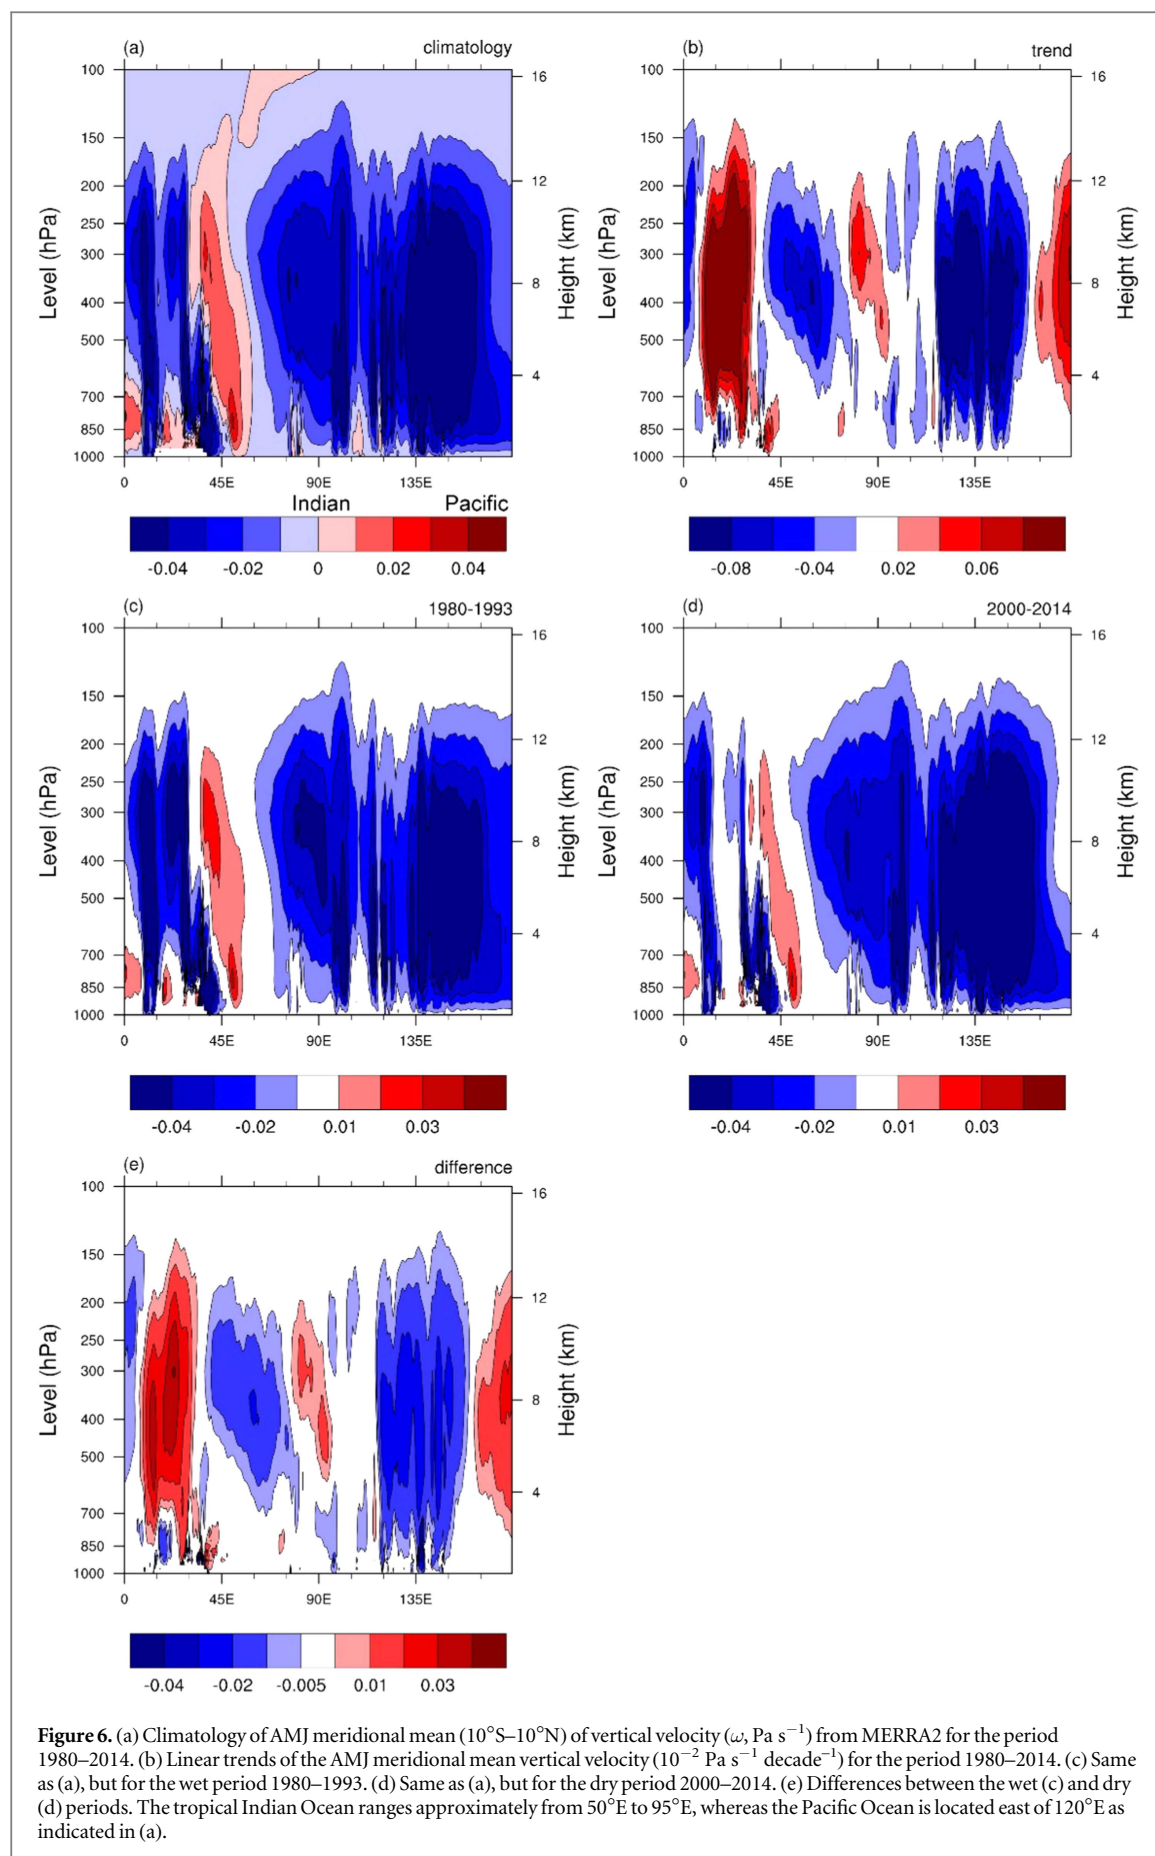 (a) climatology
100
150
200
250
300
400
500
700
850
1000
Level (hPa)
16
12
8
4
Height (km)
0 45E 90E 135E
Indian Pacific
-0.04 -0.02 0 0.02 0.04
(b) trend
100
150
200
250
300
400
500
700
850
1000
Level (hPa)
16
12
8
4
Height (km)
0 45E 90E 135E
-0.08 -0.04 0.02 0.06
(c) 1980-1993
100
150
200
250
300
400
500
700
850
1000
Level (hPa)
16
12
8
4
Height (km)
0 45E 90E 135E
-0.04 -0.02 0.01 0.03
(d) 2000-2014
100
150
200
250
300
400
500
700
850
1000
Level (hPa)
16
12
8
4
Height (km)
0 45E 90E 135E
-0.04 -0.02 0.01 0.03
(e) difference
100
150
200
250
300
400
500
700
850
1000
Level (hPa)
16
12
8
4
Height (km)
0 45E 90E 135E
-0.04 -0.02 -0.005 0.01 0.03
Figure 6. (a) Climatology of AMJ meridional mean (10°S–10°N) of vertical velocity (ω, Pa s⁻¹) from MERRA2 for the period
1980–2014. (b) Linear trends of the AMJ meridional mean vertical velocity (10⁻² Pa s⁻¹ decade⁻¹) for the period 1980–2014. (c) Same
as (a), but for the wet period 1980–1993. (d) Same as (a), but for the dry period 2000–2014. (e) Differences between the wet (c) and dry
(d) periods. The tropical Indian Ocean ranges approximately from 50°E to 95°E, whereas the Pacific Ocean is located east of 120°E as
indicated in (a).